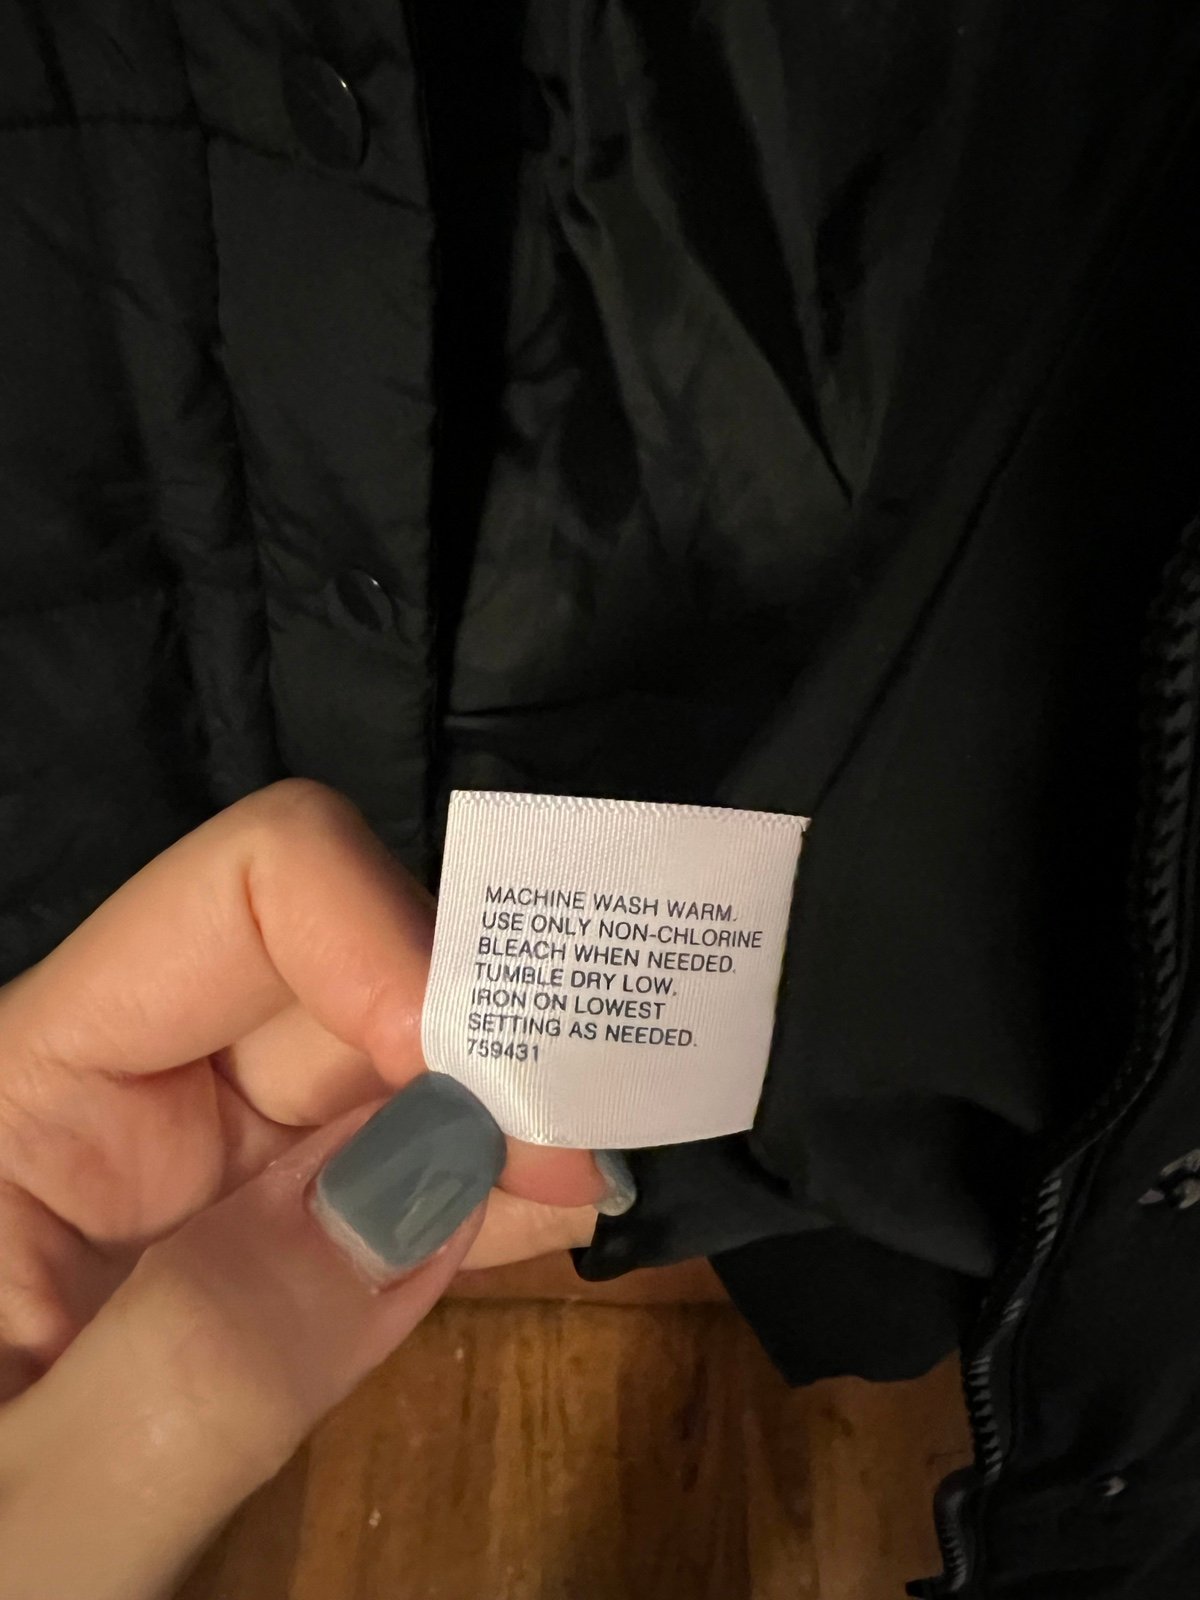 MACHINE WASH WARM.
USE ONLY NON-CHLORINE
BLEACH WHEN NEEDED.
TUMBLE DRY LOW.
IRON ON LOWEST
SETTING AS NEEDED.
759431